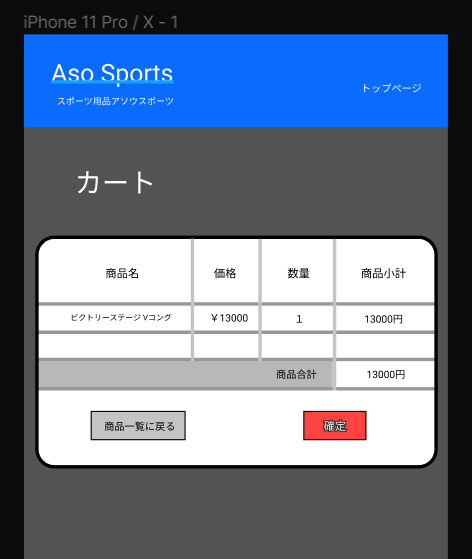 iPhone 11 Pro / X - 1
Aso Sports
スポーツ用品アソウスポーツ
トップページ
カート
商品名 価格 数量 商品小計
ビクトリーステージ Vコング ￥13000 1 13000円
商品合計 13000円
商品一覧に戻る 確定